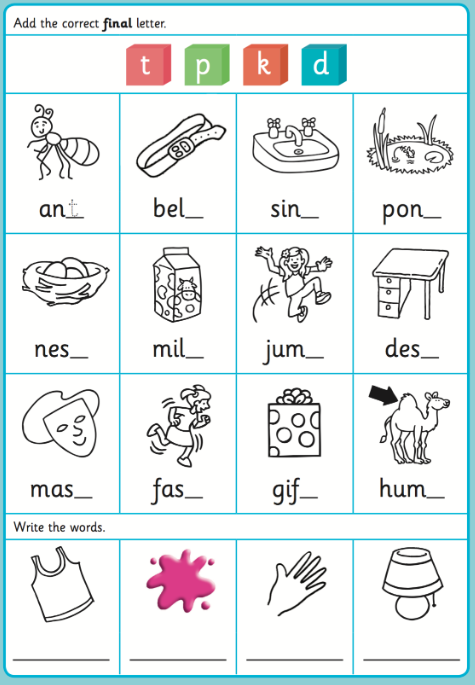 Add the correct final letter.
t p k d
ant bel_ sin_ pon_
nes_ mil_ jum_ des_
mas_ fas_ gif_ hum_
Write the words.